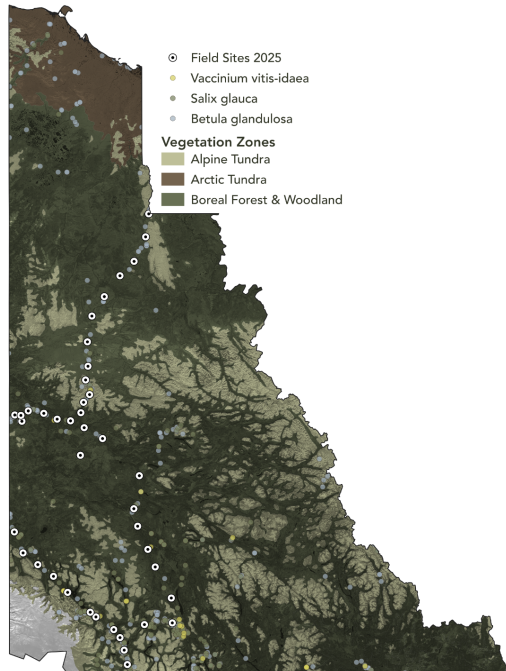 Field Sites 2025
Vaccinium vitis-idaea
Salix glauca
Betula glandulosa
Vegetation Zones
Alpine Tundra
Arctic Tundra
Boreal Forest & Woodland